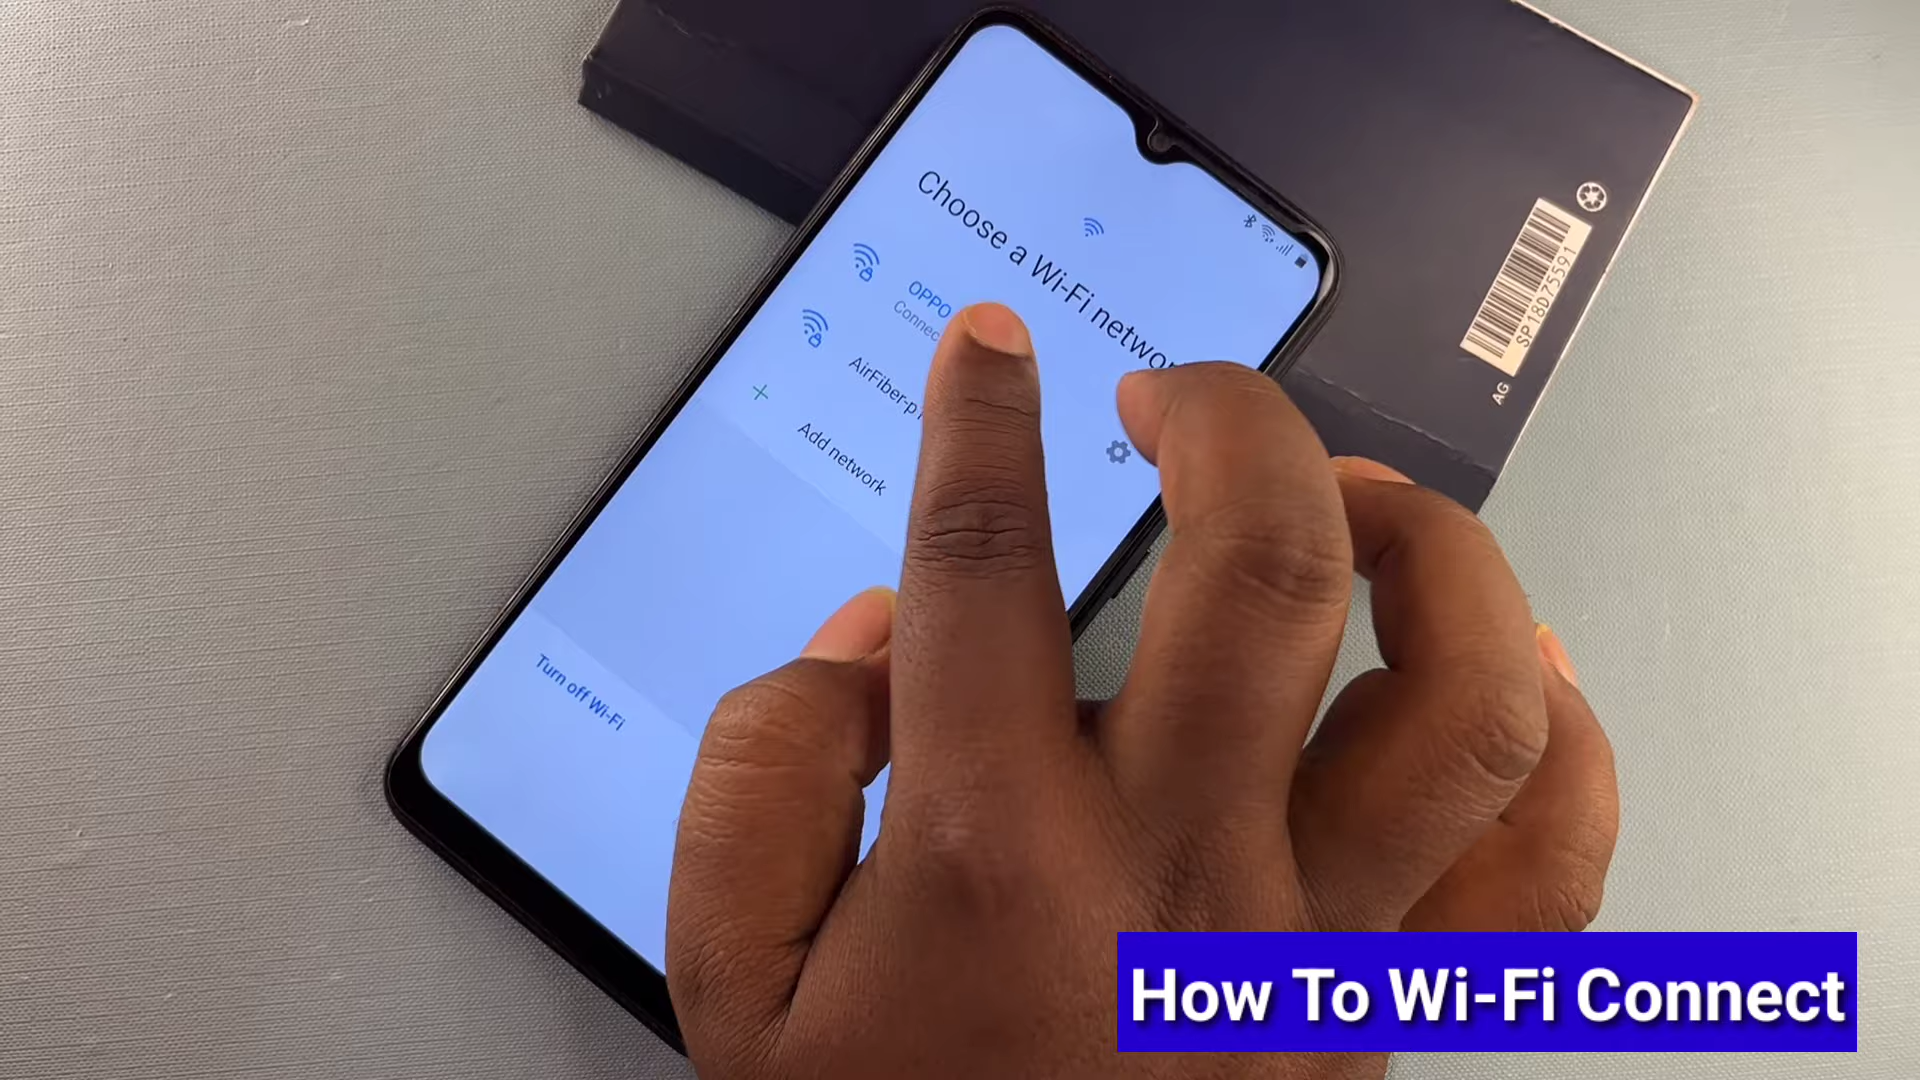 Choose a Wi-Fi network
OPPO
AirFiber-p
Add network
Turn off Wi-Fi
SP18D75591
AG
How To Wi-Fi Connect